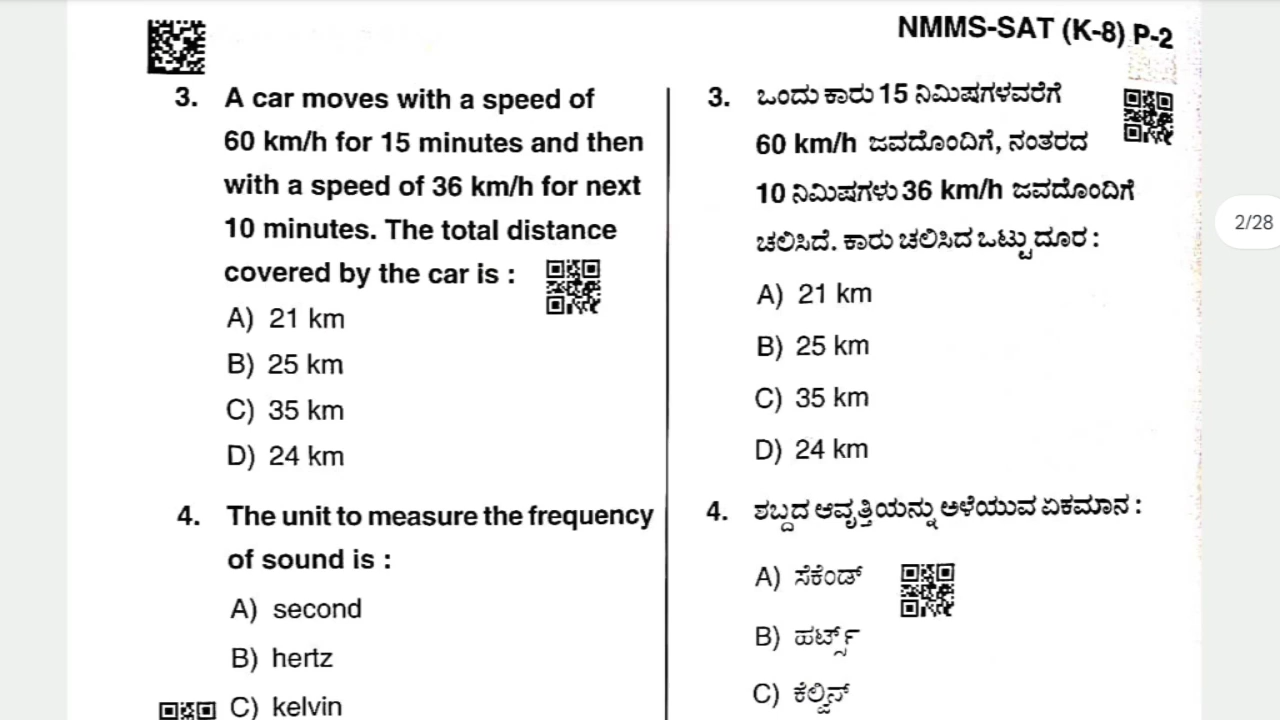 NMMS-SAT (K-8) P-2
3. A car moves with a speed of
60 km/h for 15 minutes and then
with a speed of 36 km/h for next
10 minutes. The total distance
covered by the car is :
A) 21 km
B) 25 km
C) 35 km
D) 24 km
4. The unit to measure the frequency
of sound is :
A) second
B) hertz
C) kelvin
3. ಒಂದು ಕಾರು 15 ನಿಮಿಷಗಳವರೆಗೆ
60 km/h ಜವದೊಂದಿಗೆ, ನಂತರದ
10 ನಿಮಿಷಗಳು 36 km/h ಜವದೊಂದಿಗೆ
ಚಲಿಸಿದೆ. ಕಾರು ಚಲಿಸಿದ ಒಟ್ಟು ದೂರ :
A) 21 km
B) 25 km
C) 35 km
D) 24 km
4. ಶಬ್ದದ ಆವೃತ್ತಿಯನ್ನು ಅಳೆಯುವ ಏಕಮಾನ :
A) ಸೆಕೆಂಡ್
B) ಹರ್ಟ್ಸ್
C) ಕೆಲ್ವಿನ್
2/28